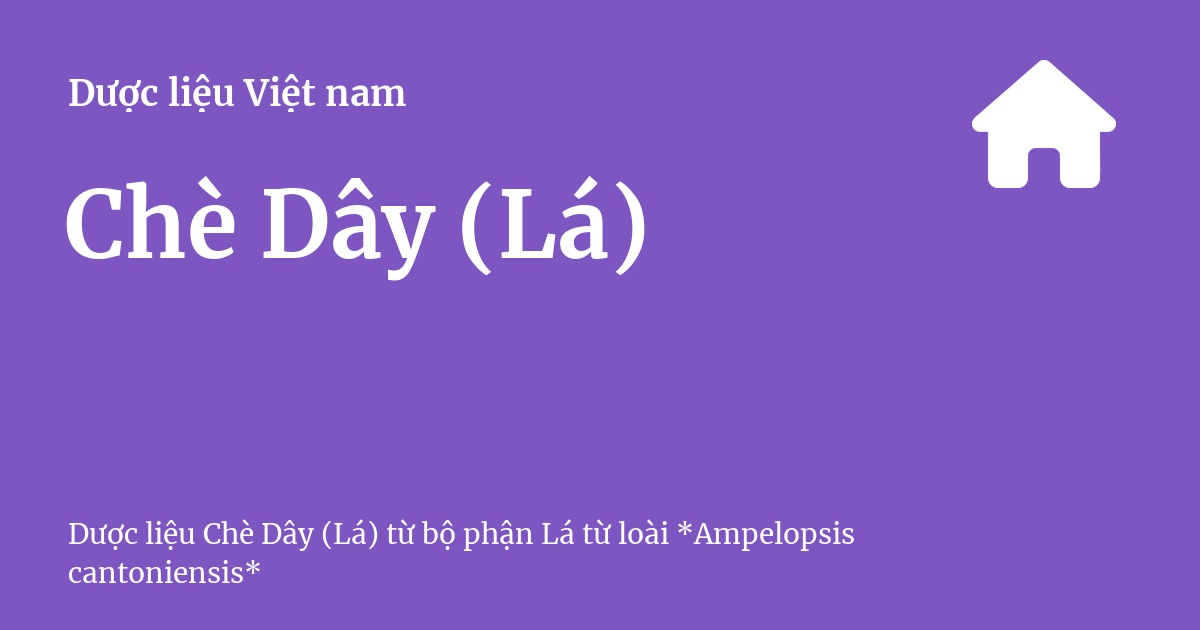 Dược liệu Việt nam
Chè Dây (Lá)
Dược liệu Chè Dây (Lá) từ bộ phận Lá từ loài *Ampelopsis
cantoniensis*